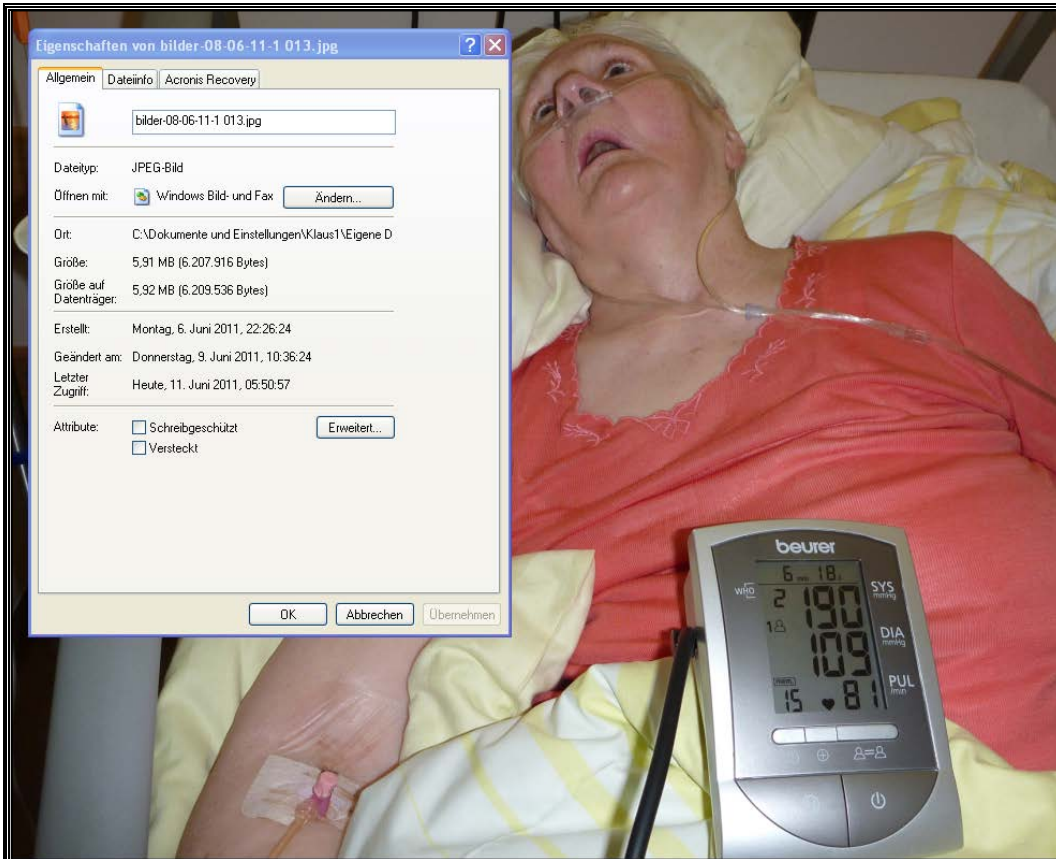 Eigenschaften von bilder-08-06-11-1 013.jpg
Allgemein Dateiinfo Acronis Recovery
bilder-08-06-11-1 013.jpg
Dateityp: JPEG-Bild
Öffnen mit: Windows Bild- und Fax Ändern...
Ort: C:\Dokumente und Einstellungen\Klaus1\Eigene D
Größe: 5,91 MB (6.207.916 Bytes)
Größe auf
Datenträger: 5,92 MB (6.209.536 Bytes)
Erstellt: Montag, 6. Juni 2011, 22:26:24
Geändert am: Donnerstag, 9. Juni 2011, 10:36:24
Letzter
Zugriff: Heute, 11. Juni 2011, 05:50:57
Attribute: Schreibgeschützt Erweitert...
Versteckt
OK Abbrechen Übernehmen
beurer
WHO 2 190 SYS
mmHg
1 109 DIA
mmHg
15 81 PUL
/min